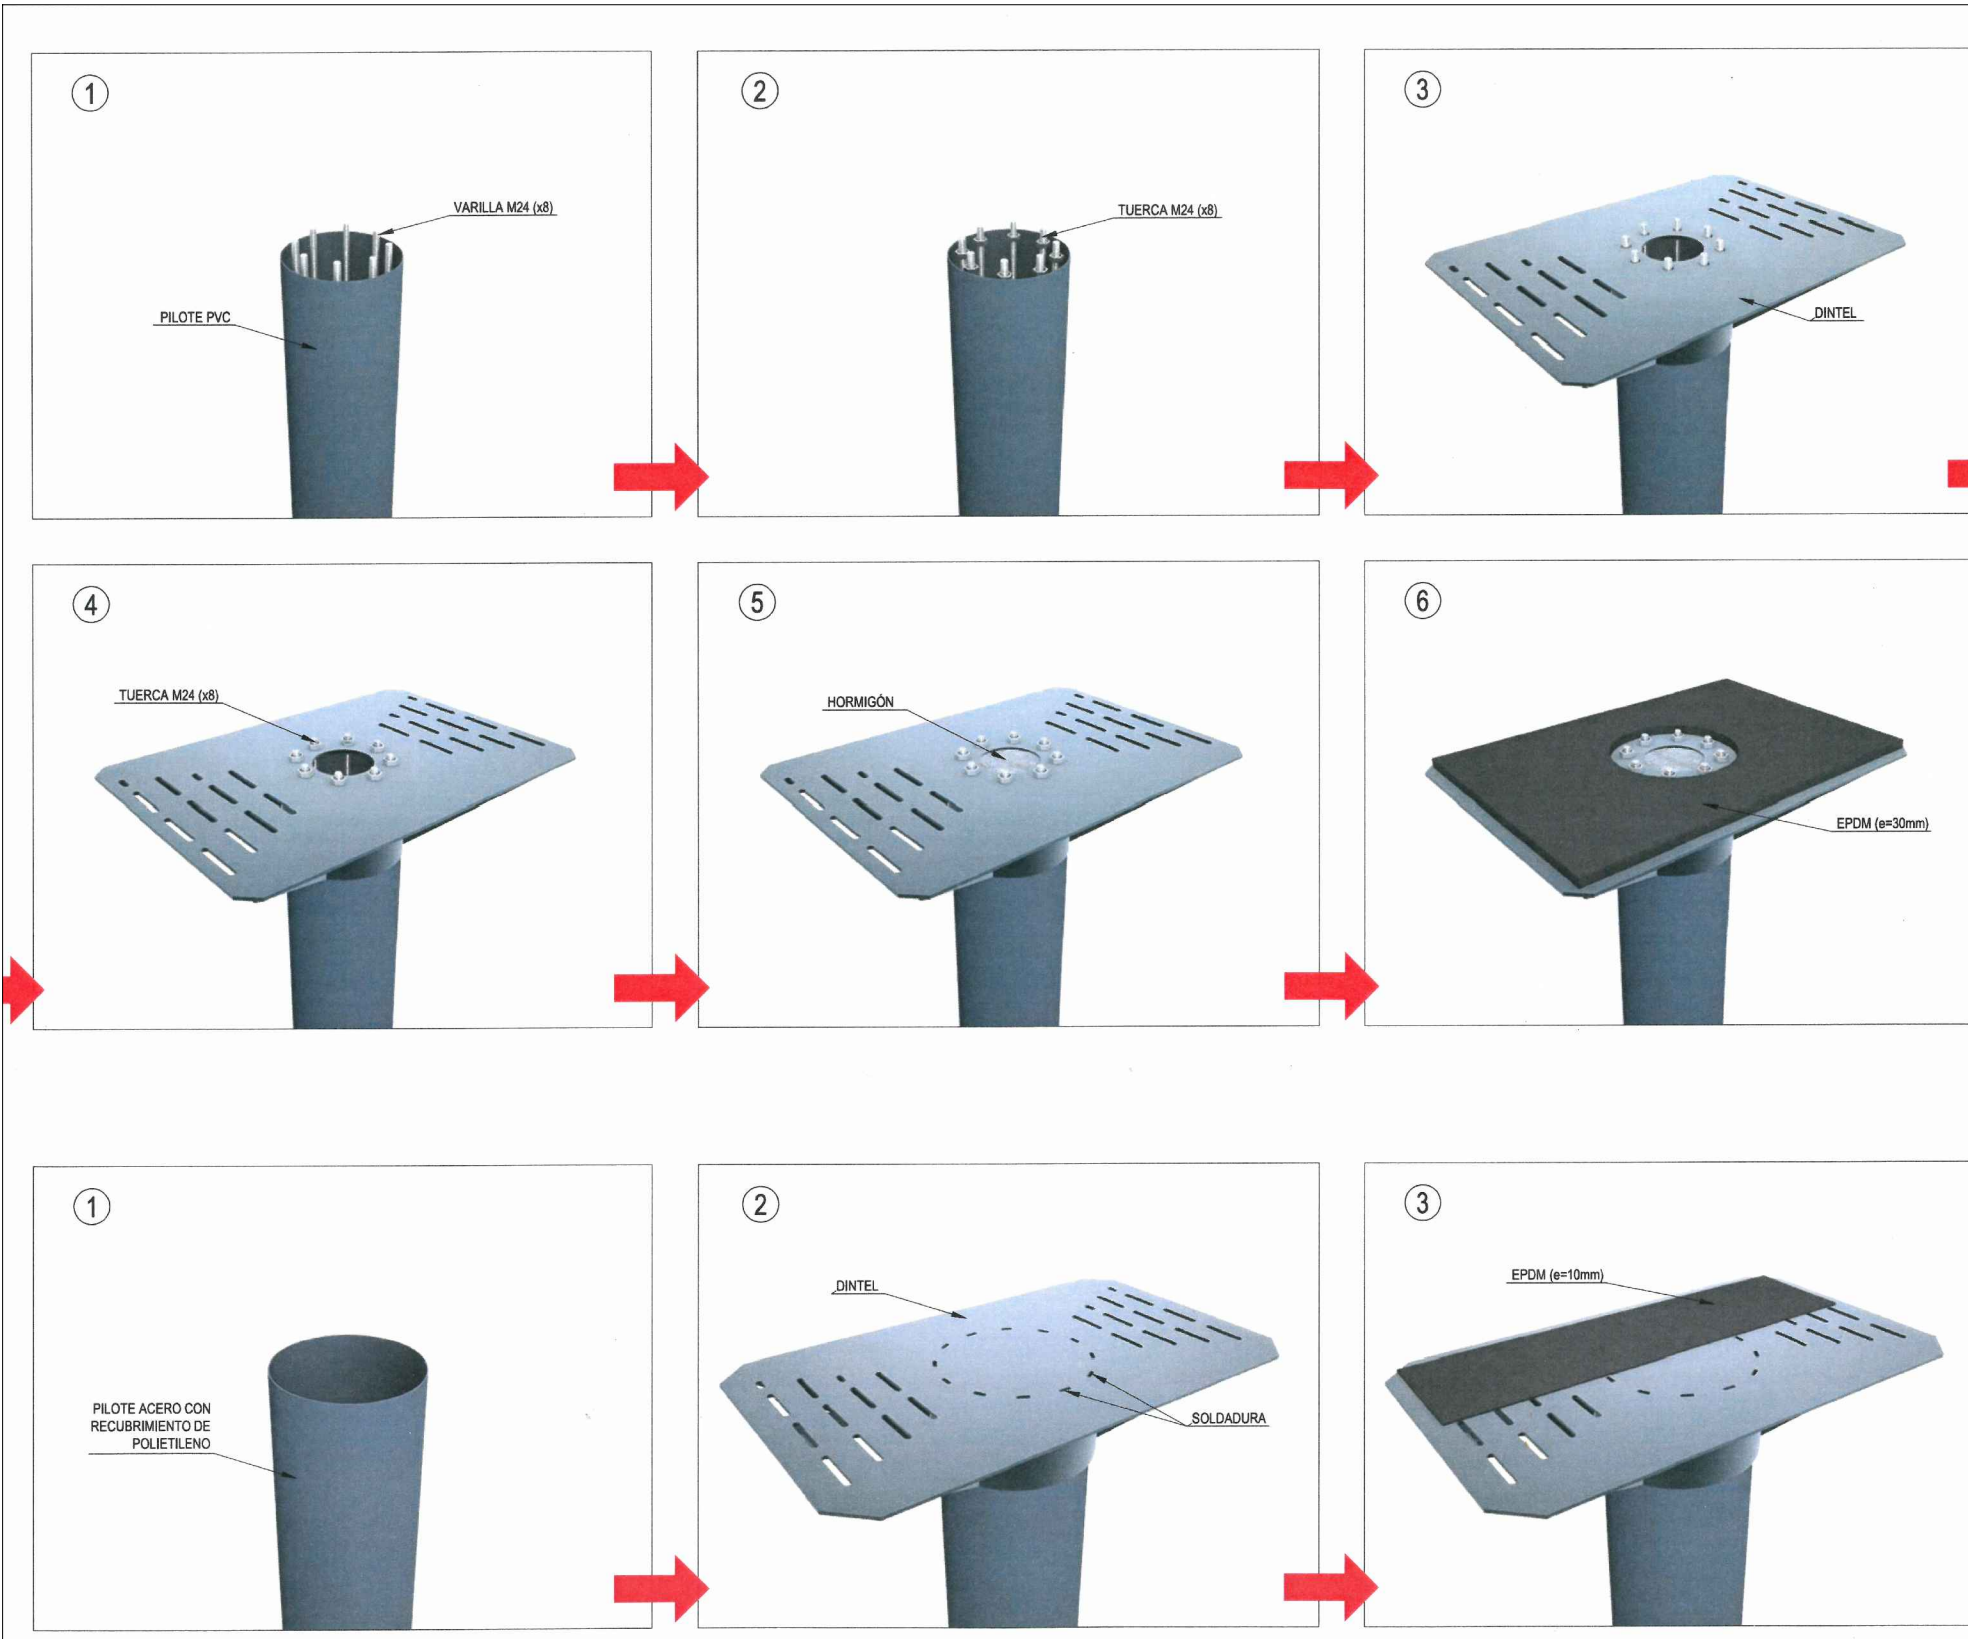 1
VARILLA M24 (x8)
PILOTE PVC
2
TUERCA M24 (x8)
3
DINTEL
4
TUERCA M24 (x8)
5
HORMIGÓN
6
EPDM (e=30mm)
1
PILOTE ACERO CON
RECUBRIMIENTO DE
POLIETILENO
2
DINTEL
SOLDADURA
3
EPDM (e=10mm)